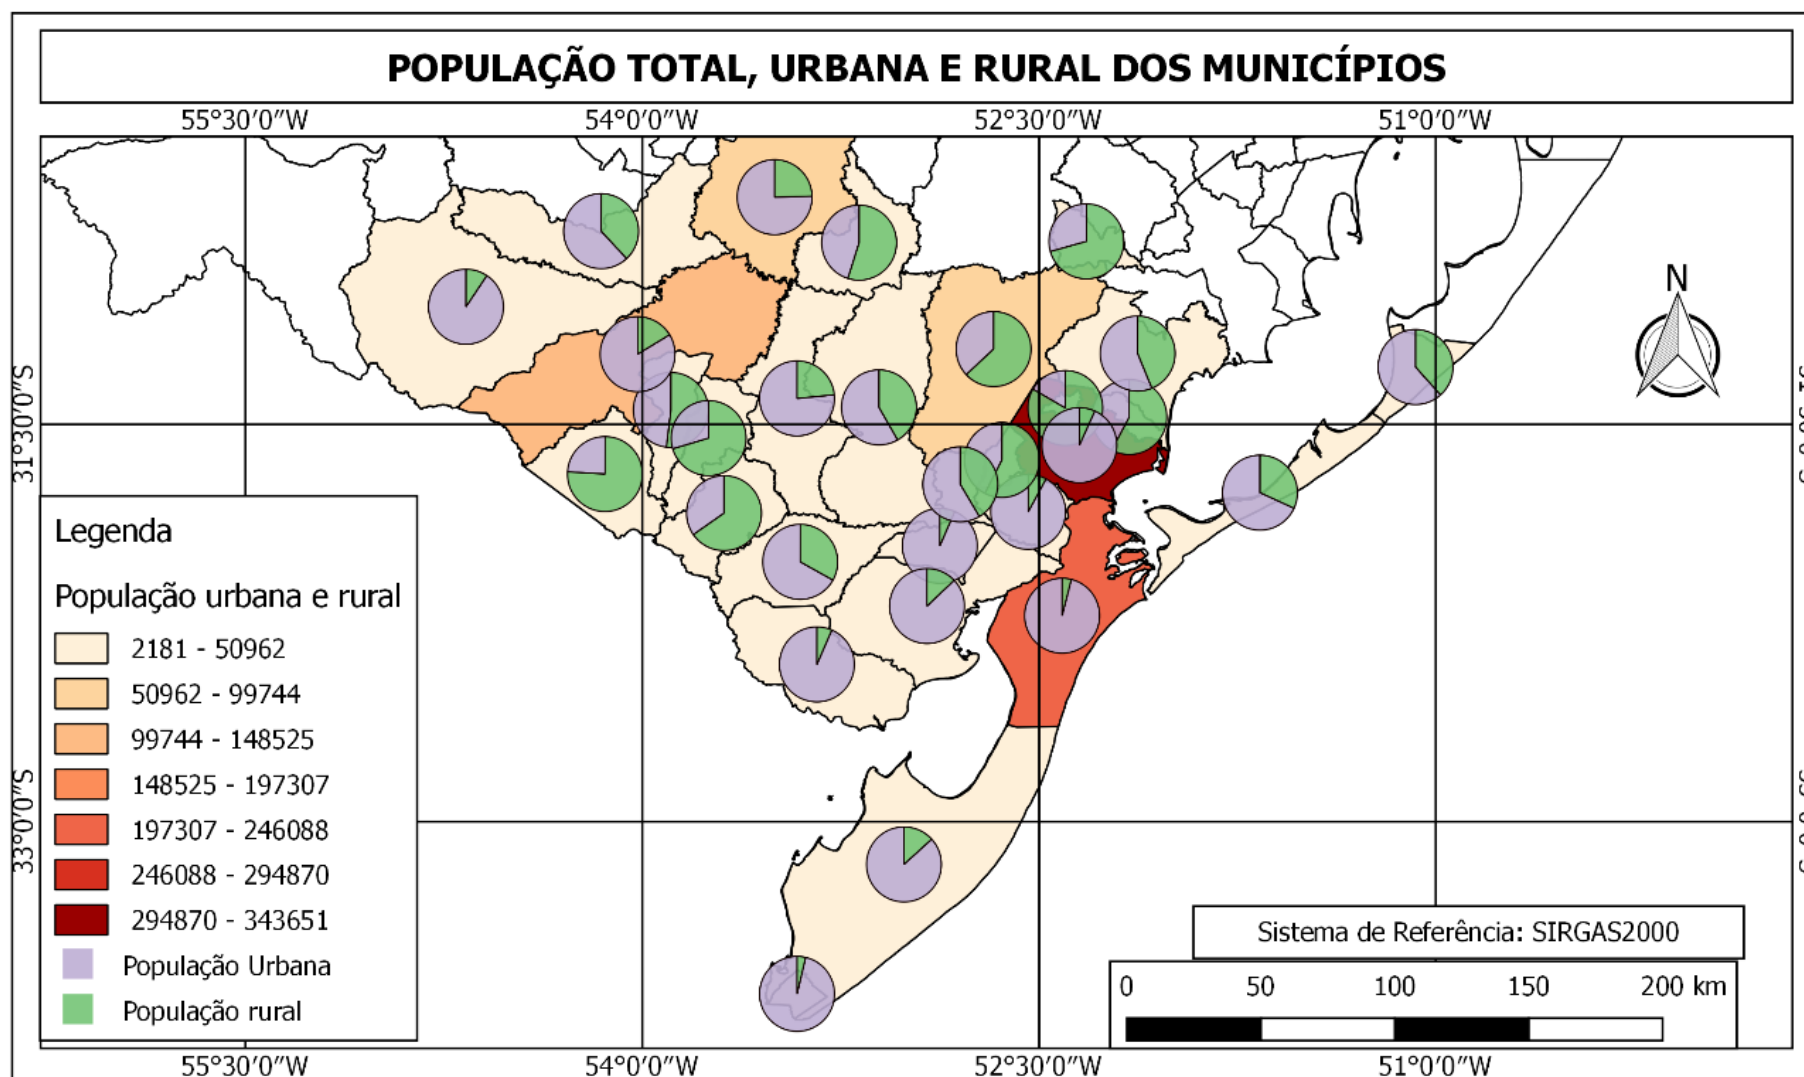 POPULAÇÃO TOTAL, URBANA E RURAL DOS MUNICÍPIOS
55°30′0″W 54°0′0″W 52°30′0″W 51°0′0″W
N
31°30′0″S
Legenda
População urbana e rural
2181 - 50962
50962 - 99744
99744 - 148525
148525 - 197307
197307 - 246088
246088 - 294870
294870 - 343651
População Urbana
População rural
33°0′0″S
Sistema de Referência: SIRGAS2000
0 50 100 150 200 km
55°30′0″W 54°0′0″W 52°30′0″W 51°0′0″W